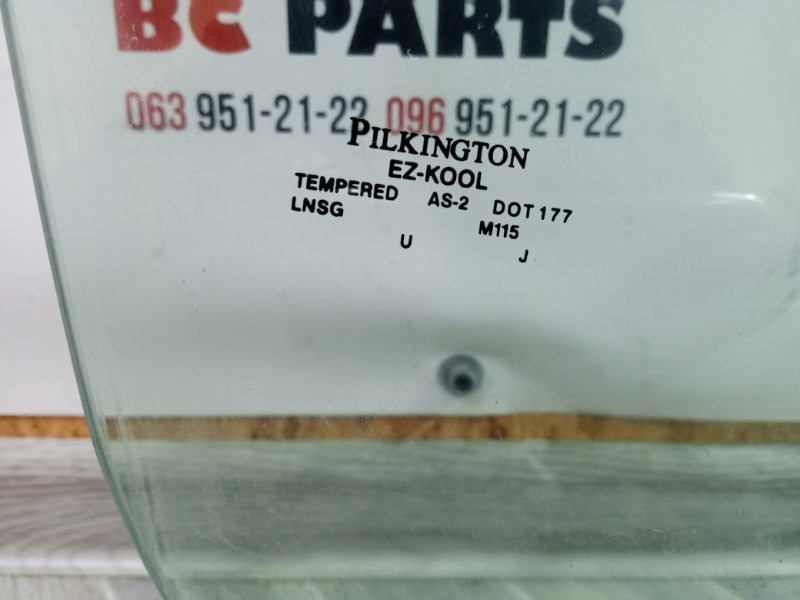 BC PARTS
063 951-21-22 096 951-21-22
PILKINGTON
EZ-KOOL
TEMPERED AS-2 DOT 177
LNSG M115
U J